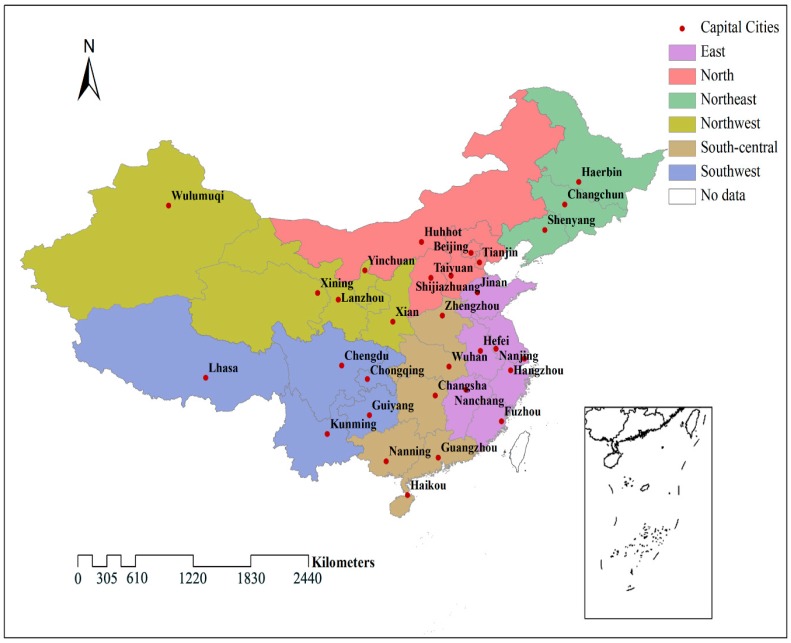 N
Capital Cities
East
North
Northeast
Northwest
South-central
Southwest
No data
Haerbin
Changchun
Shenyang
Wulumuqi
Huhhot
Beijing
Tianjin
Yinchuan
Taiyuan
Shijiazhuang
Jinan
Xining
Lanzhou
Zhengzhou
Xian
Hefei
Nanjing
Wuhan
Hangzhou
Chengdu
Chongqing
Lhasa
Changsha
Nanchang
Guiyang
Fuzhou
Kunming
Nanning
Guangzhou
Haikou
Kilometers
0 305 610 1220 1830 2440